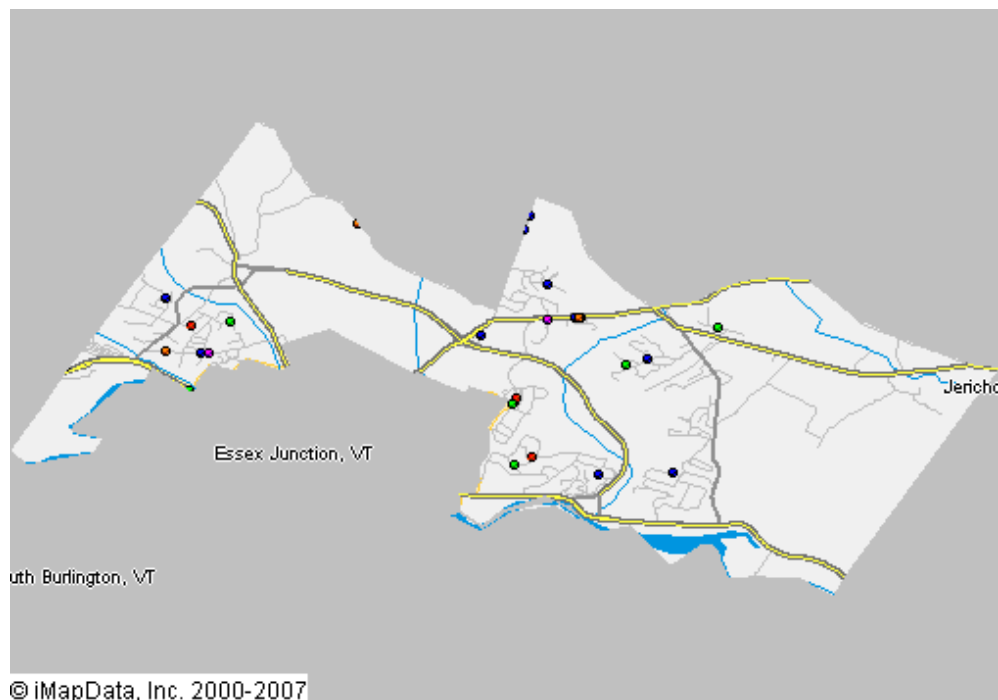 Jericho
Essex Junction, VT
uth Burlington, VT
© iMapData, Inc. 2000-2007